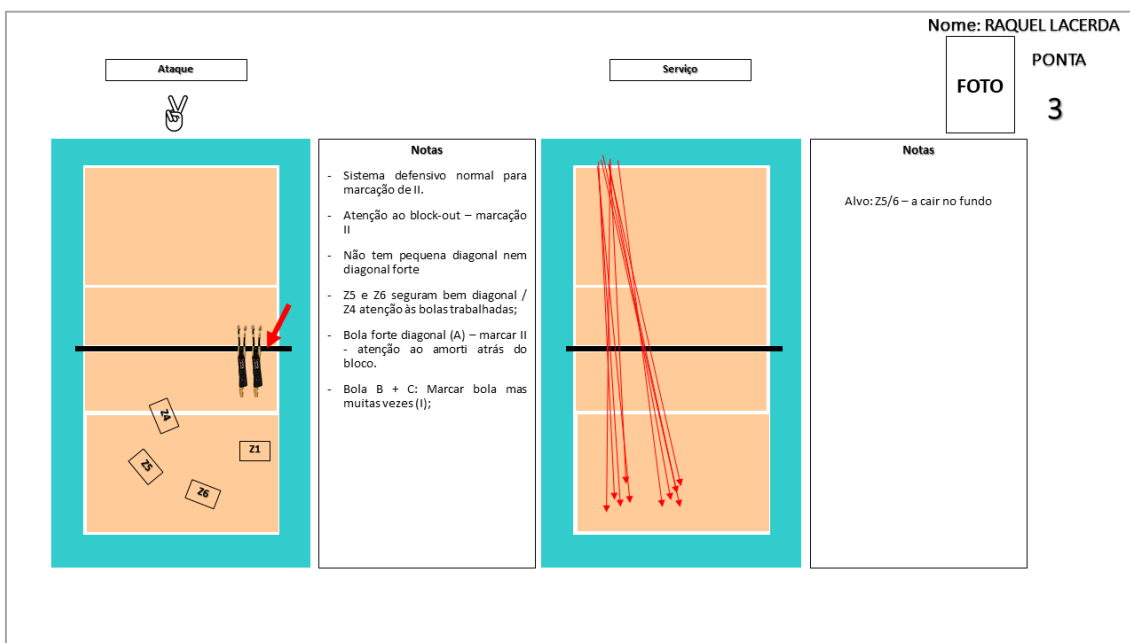 Nome: RAQUEL LACERDA
PONTA
3
FOTO
Ataque
Serviço
Notas
- Sistema defensivo normal para
marcação de II.
- Atenção ao block-out – marcação
II
- Não tem pequena diagonal nem
diagonal forte
- Z5 e Z6 seguram bem diagonal /
Z4 atenção às bolas trabalhadas;
- Bola forte diagonal (A) – marcar II
- atenção ao amorti atrás do
bloco.
- Bola B + C: Marcar bola mas
muitas vezes (I);
Z4
Z5
Z6
Z1
Notas
Alvo: Z5/6 – a cair no fundo